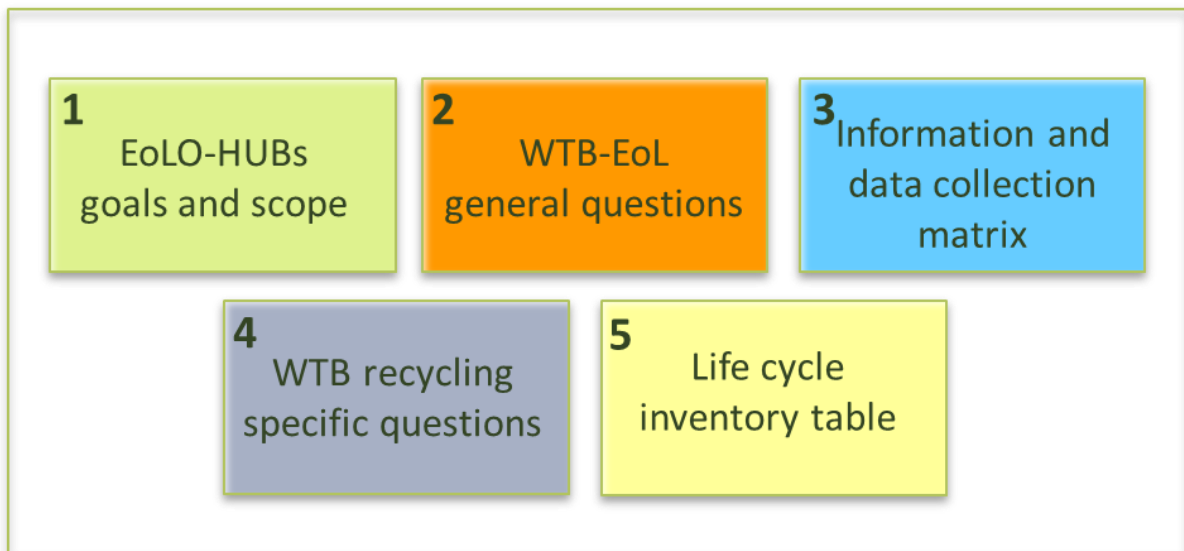 1
EoLO-HUBs
goals and scope
2
WTB-EoL
general questions
3
Information and
data collection
matrix
4
WTB recycling
specific questions
5
Life cycle
inventory table